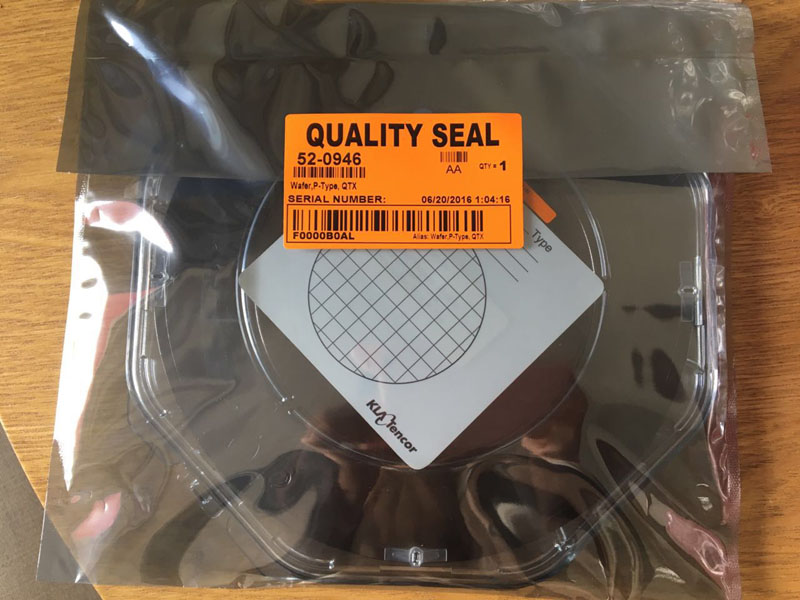 QUALITY SEAL
52-0946
AA
QTY = 1
Wafer,P-Type, QTX
SERIAL NUMBER: 06/20/2016 1:04:16
F0000B0AL
Alias: Wafer,P-Type, QTX
Type
KLA Tencor